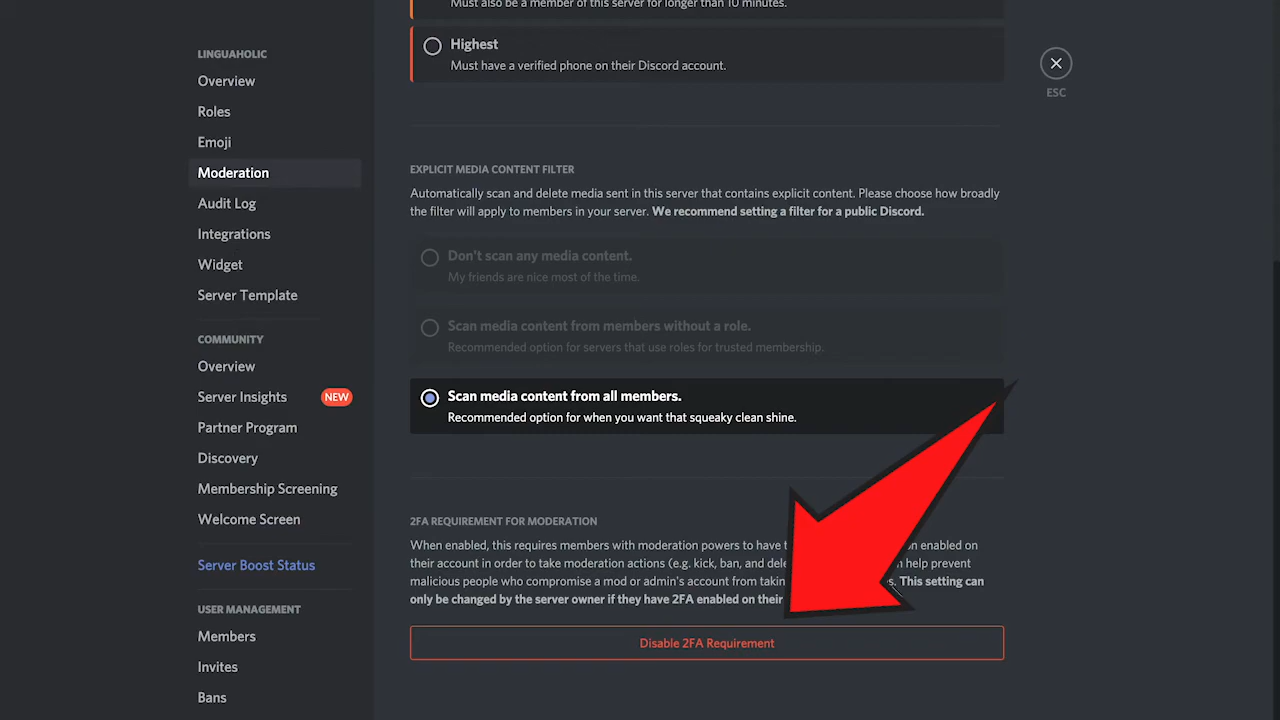 LINGUAHOLIC
Overview
Roles
Emoji
Moderation
Audit Log
Integrations
Widget
Server Template
COMMUNITY
Overview
Server Insights NEW
Partner Program
Discovery
Membership Screening
Welcome Screen
Server Boost Status
USER MANAGEMENT
Members
Invites
Bans
Must also be a member of this server for longer than 10 minutes.
Highest
Must have a verified phone on their Discord account.
ESC
EXPLICIT MEDIA CONTENT FILTER
Automatically scan and delete media sent in this server that contains explicit content. Please choose how broadly
the filter will apply to members in your server. We recommend setting a filter for a public Discord.
Don't scan any media content.
My friends are nice most of the time.
Scan media content from members without a role.
Recommended option for servers that use roles for trusted membership.
Scan media content from all members.
Recommended option for when you want that squeaky clean shine.
2FA REQUIREMENT FOR MODERATION
When enabled, this requires members with moderation powers to have enabled on
their account in order to take moderation actions (e.g. kick, ban, and help prevent
malicious people who compromise a mod or admin's account from This setting can
only be changed by the server owner if they have 2FA enabled on their
Disable 2FA Requirement